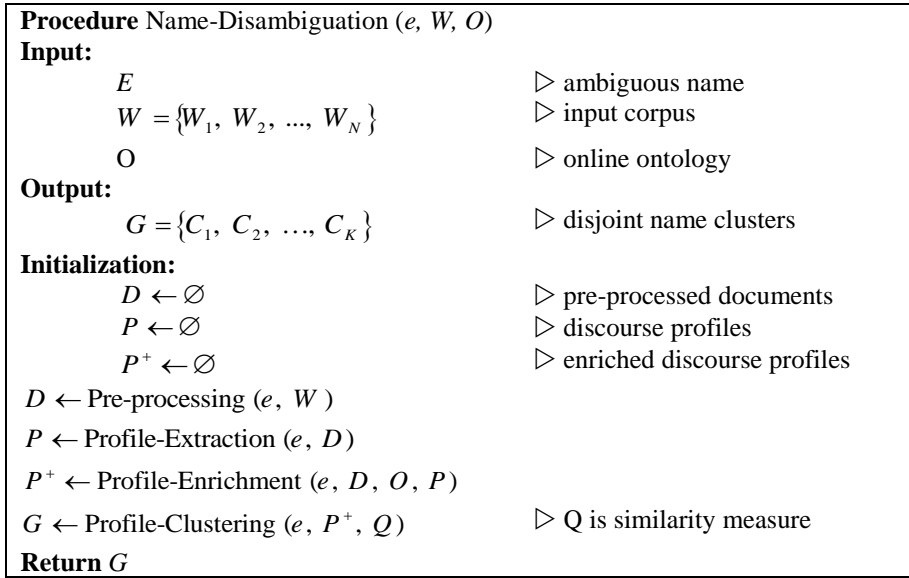 Procedure Name-Disambiguation (e, W, O)
Input:
E ▷ ambiguous name
W = {W₁, W₂, ..., W_N} ▷ input corpus
O ▷ online ontology
Output:
G = {C₁, C₂, ..., C_K} ▷ disjoint name clusters
Initialization:
D ← ∅ ▷ pre-processed documents
P ← ∅ ▷ discourse profiles
P⁺ ← ∅ ▷ enriched discourse profiles
D ← Pre-processing (e, W)
P ← Profile-Extraction (e, D)
P⁺ ← Profile-Enrichment (e, D, O, P)
G ← Profile-Clustering (e, P⁺, Q) ▷ Q is similarity measure
Return G